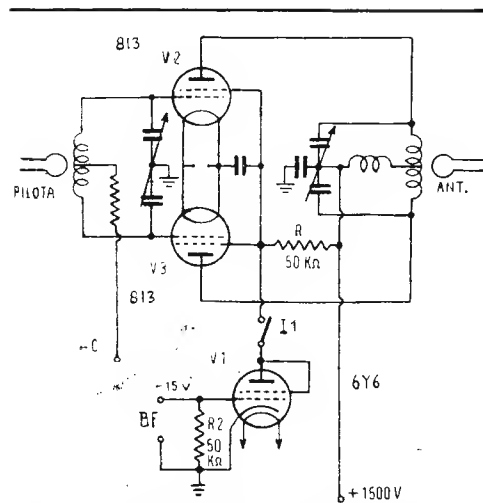 813
V2
PILOTA
ANT.
R
50 KΩ
V3
813
I1
-C
V1
6Y6
-15 V
BF
R2
50
KΩ
+1500 V